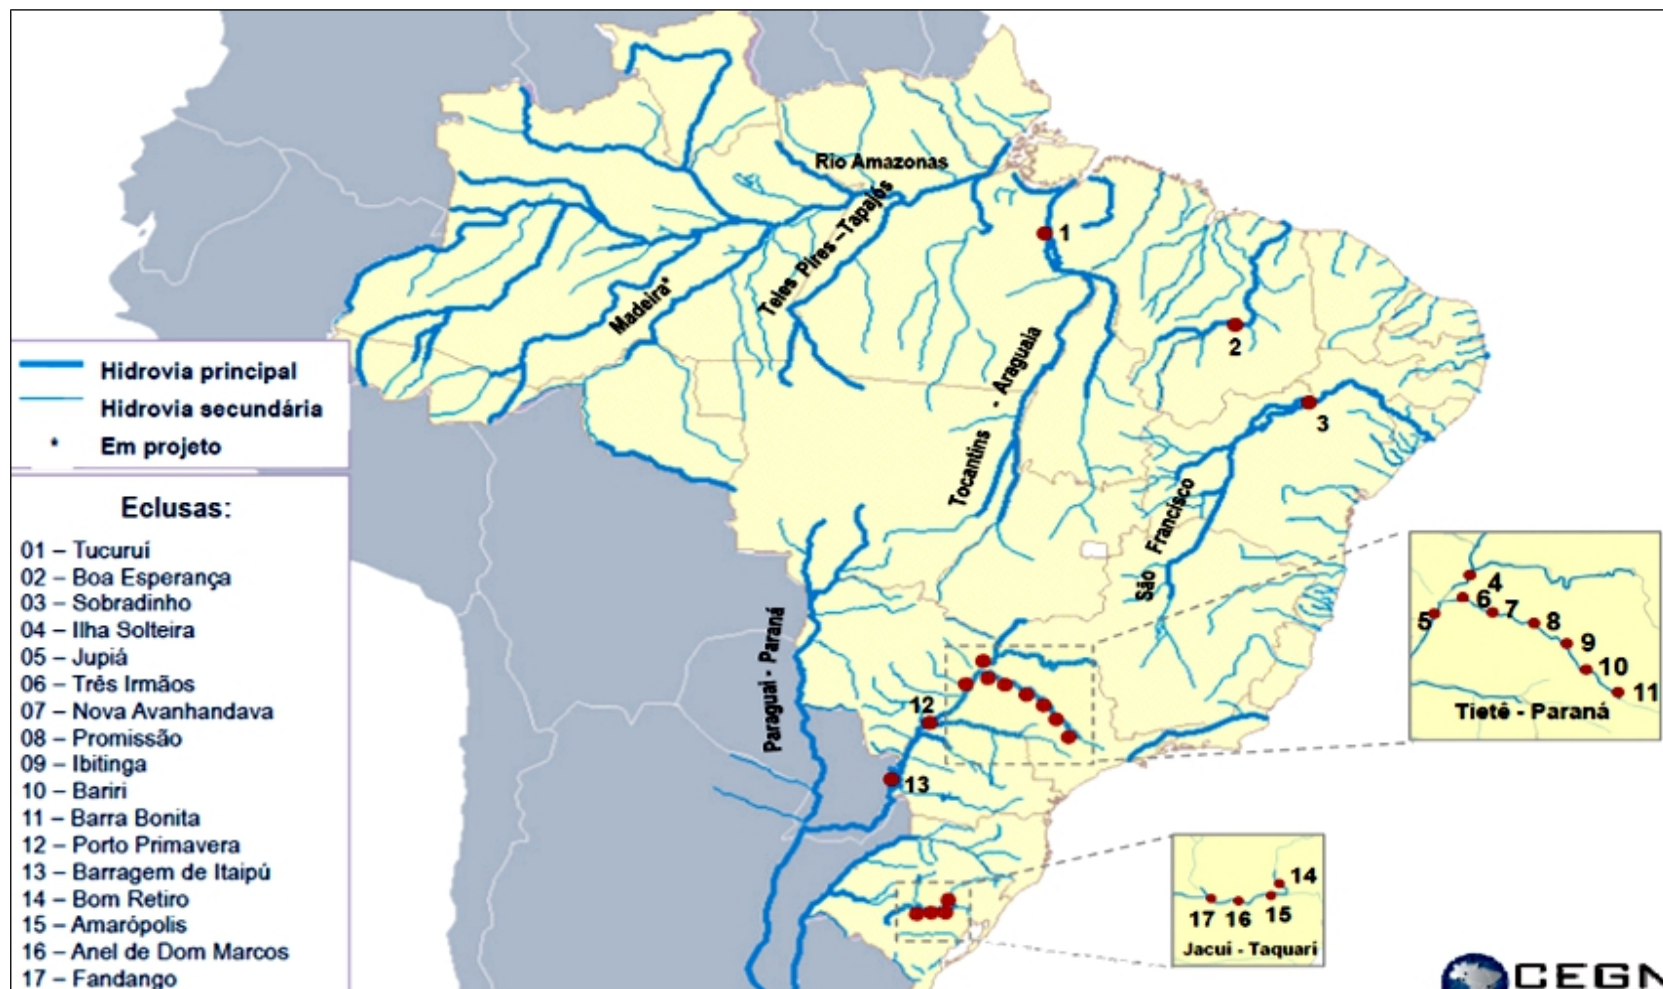 Rio Amazonas
Teles Pires -Tapajós
Madeira*
1
2
3
Tocantins - Araguaia
São Francisco
Paraguai - Paraná
12
13
Hidrovia principal
Hidrovia secundária
* Em projeto
Eclusas:
01 – Tucuruí
02 – Boa Esperança
03 – Sobradinho
04 – Ilha Solteira
05 – Jupiá
06 – Três Irmãos
07 – Nova Avanhandava
08 – Promissão
09 – Ibitinga
10 – Bariri
11 – Barra Bonita
12 – Porto Primavera
13 – Barragem de Itaipú
14 – Bom Retiro
15 – Amarópolis
16 – Anel de Dom Marcos
17 – Fandango
4
5
6
7
8
9
10
11
Tietê - Paraná
14
17
16
15
Jacui - Taquari
CEGN